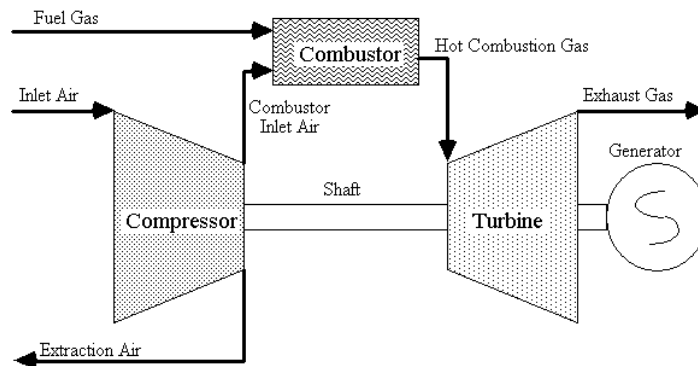 Fuel Gas
Combustor
Hot Combustion Gas
Inlet Air
Combustor
Inlet Air
Exhaust Gas
Generator
Shaft
Compressor
Turbine
Extraction Air